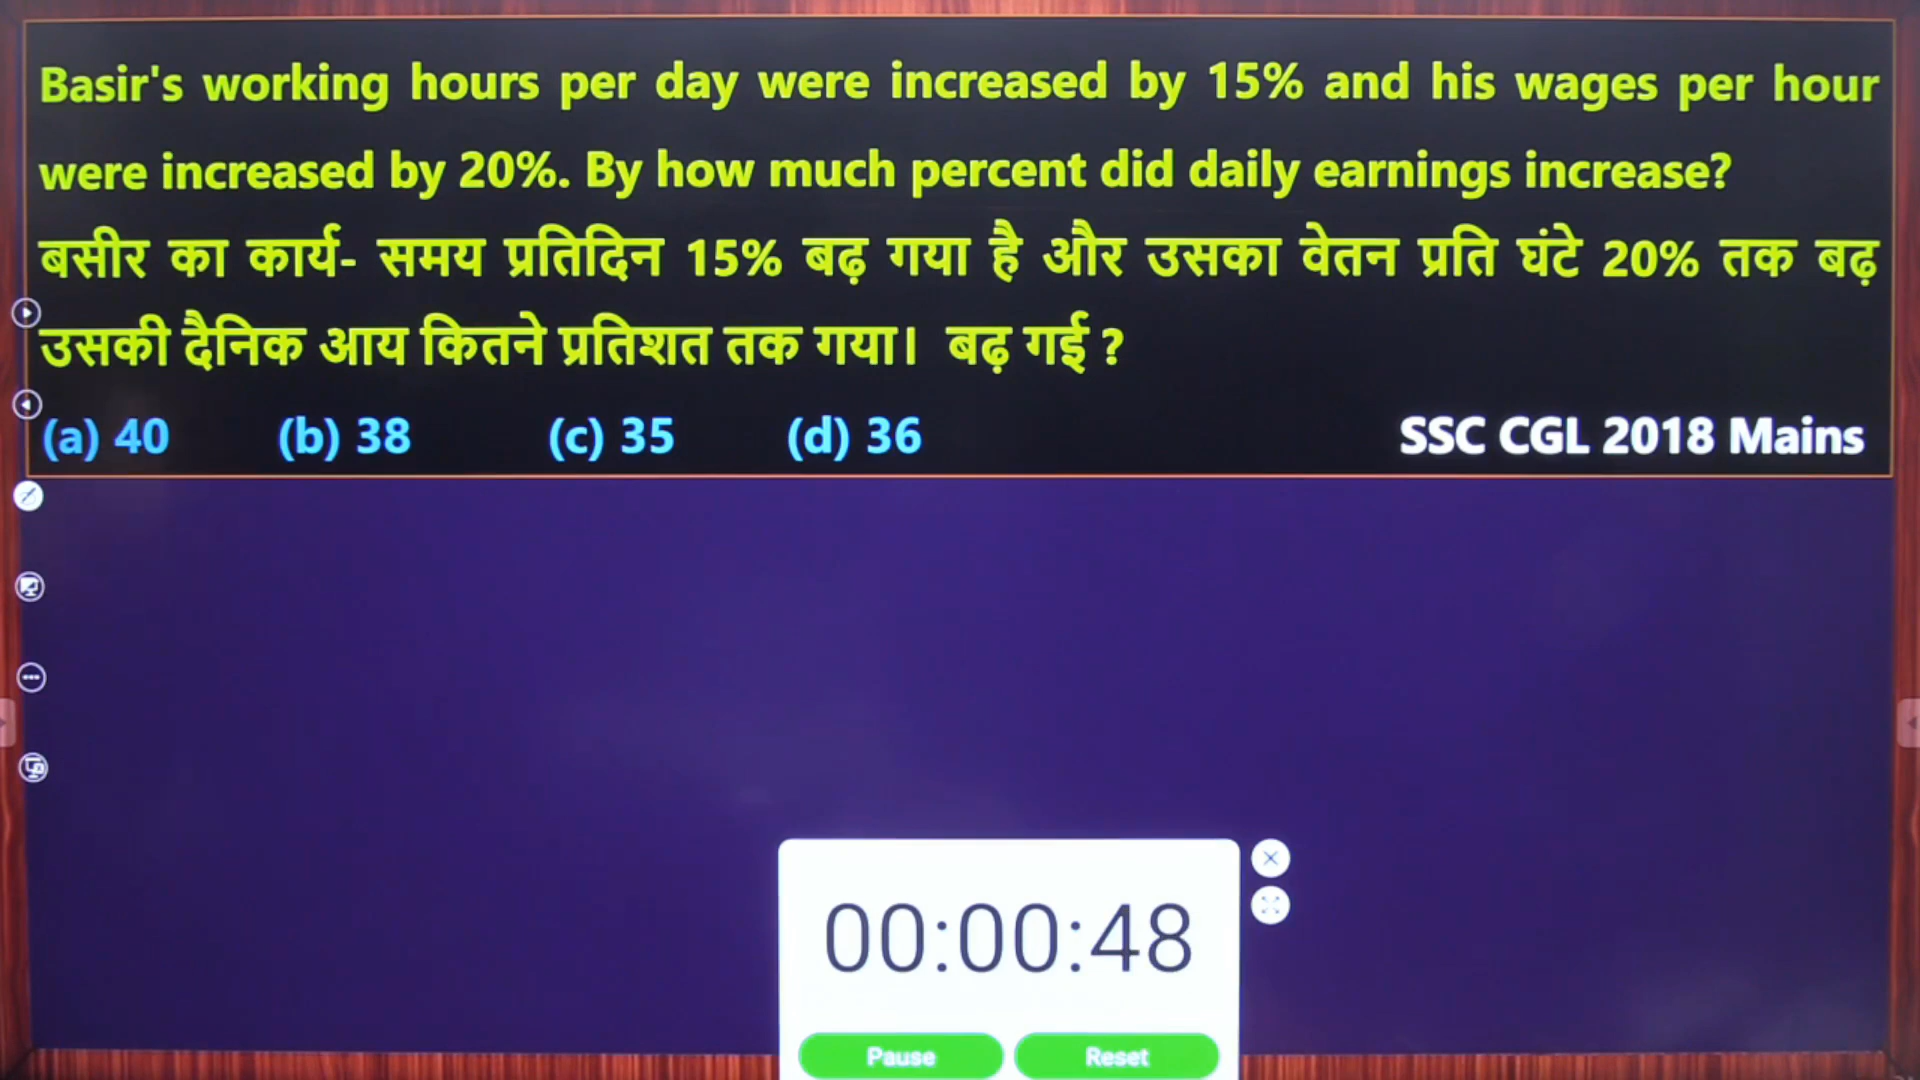 Basir's working hours per day were increased by 15% and his wages per hour
were increased by 20%. By how much percent did daily earnings increase?
बसीर का कार्य- समय प्रतिदिन 15% बढ़ गया है और उसका वेतन प्रति घंटे 20% तक बढ़
उसकी दैनिक आय कितने प्रतिशत तक गया। बढ़ गई ?
(a) 40 (b) 38 (c) 35 (d) 36 SSC CGL 2018 Mains
00:00:48
Pause Reset